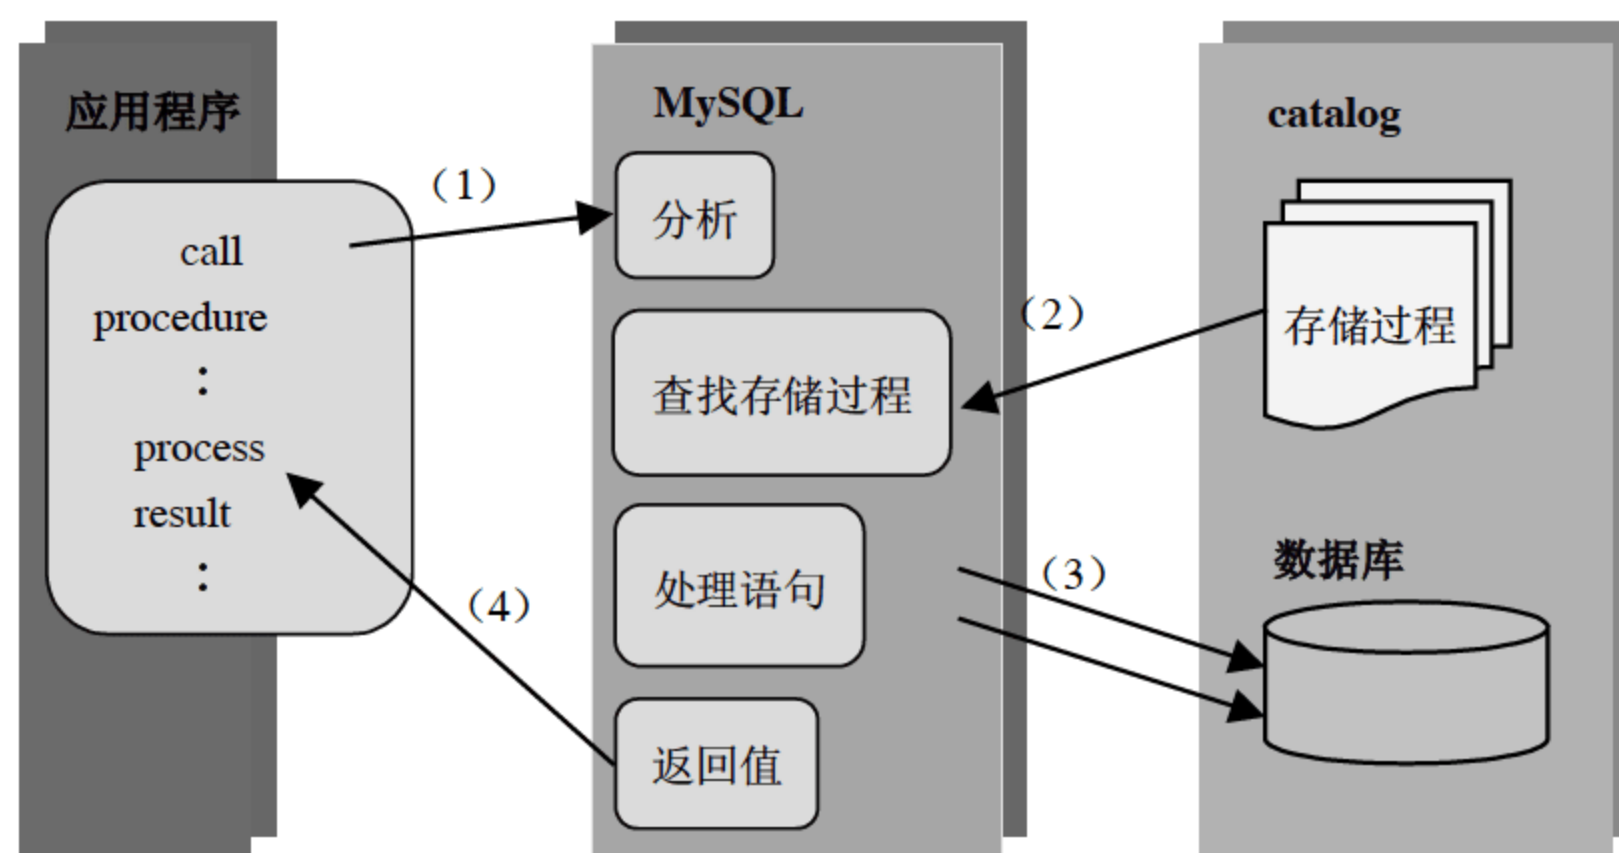 应用程序
call
procedure
:
process
result
:
（1）
（4）
MySQL
分析
查找存储过程
处理语句
返回值
（2）
（3）
catalog
存储过程
数据库